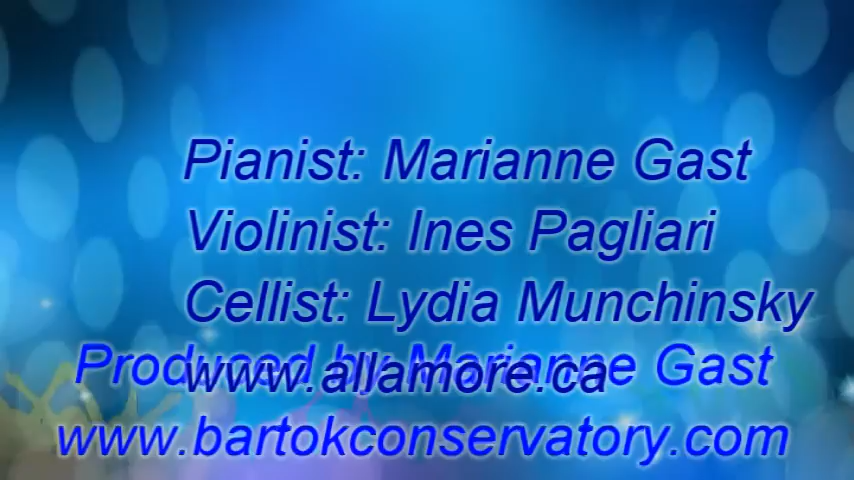 Pianist: Marianne Gast
Violinist: Ines Pagliari
Cellist: Lydia Munchinsky
Produced by Marianne Gast
www.allamore.ca
www.bartokconservatory.com